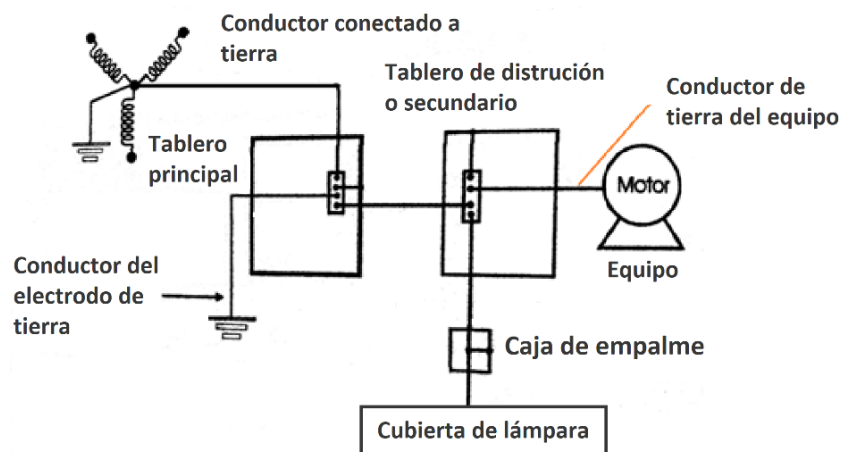 Conductor conectado a
tierra
Tablero de distrución
o secundario
Conductor de
tierra del equipo
Tablero
principal
Motor
Equipo
Conductor del
electrodo de
tierra
Caja de empalme
Cubierta de lámpara